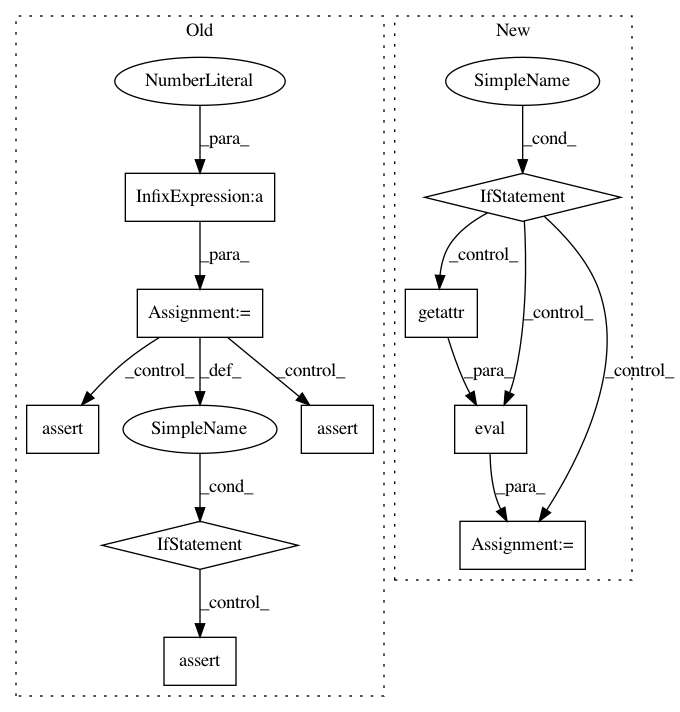 Old
New
NumberLiteral
SimpleName
_para_
_cond_
InfixExpression:a
IfStatement
_para_
_control_
Assignment:=
getattr
_control_
_control_
_def_
_control_
_para_
_control_
assert
SimpleName
assert
eval
_cond_
_para_
IfStatement
Assignment:=
_control_
assert